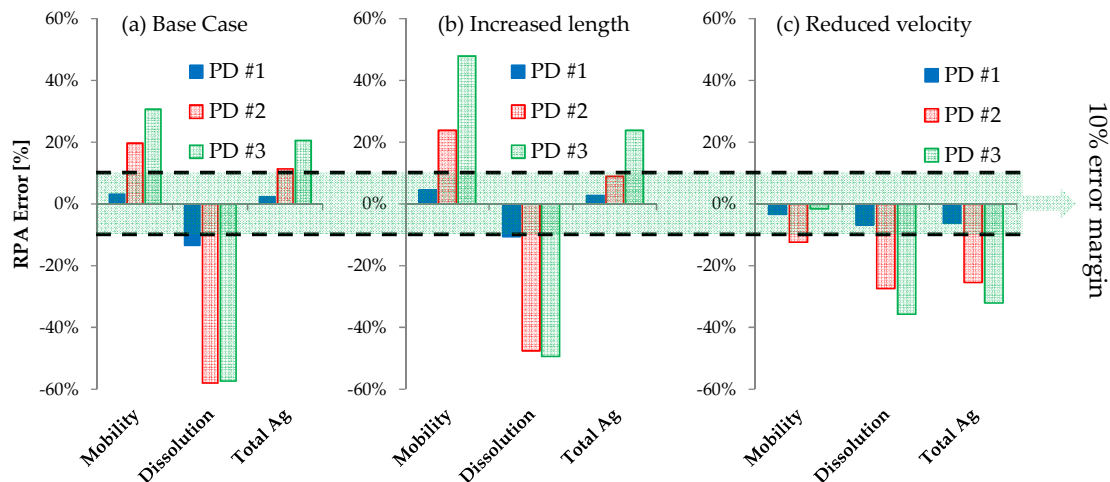 (a) Base Case
(b) Increased length
(c) Reduced velocity
RPA Error [%]
60%
40%
20%
0%
-20%
-40%
-60%
PD #1
PD #2
PD #3
Mobility
Dissolution
Total Ag
60%
40%
20%
0%
-20%
-40%
-60%
PD #1
PD #2
PD #3
Mobility
Dissolution
Total Ag
60%
40%
20%
0%
-20%
-40%
-60%
PD #1
PD #2
PD #3
Mobility
Dissolution
Total Ag
10% error margin